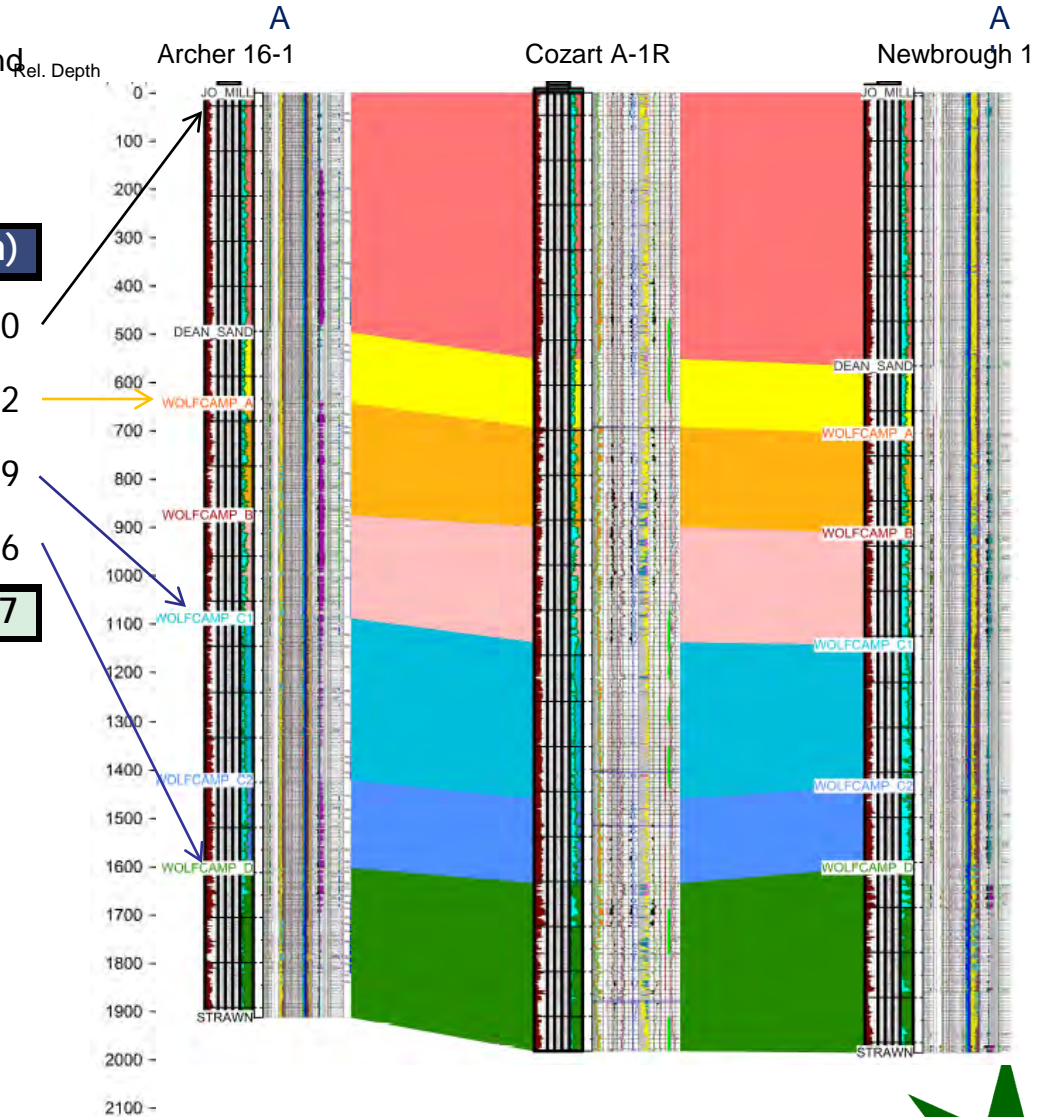 A
A'
nd
Rel. Depth
Archer 16-1
Cozart A-1R
Newbrough 1
n)
0
2
9
6
7
0
100
200
300
400
500
600
700
800
900
1000
1100
1200
1300
1400
1500
1600
1700
1800
1900
2000
2100
JO_MILL
DEAN_SAND
WOLFCAMP_A
WOLFCAMP_B
WOLFCAMP_C1
WOLFCAMP_C2
WOLFCAMP_D
STRAWN
JO_MILL
DEAN_SAND
WOLFCAMP_A
WOLFCAMP_B
WOLFCAMP_C1
WOLFCAMP_C2
WOLFCAMP_D
STRAWN